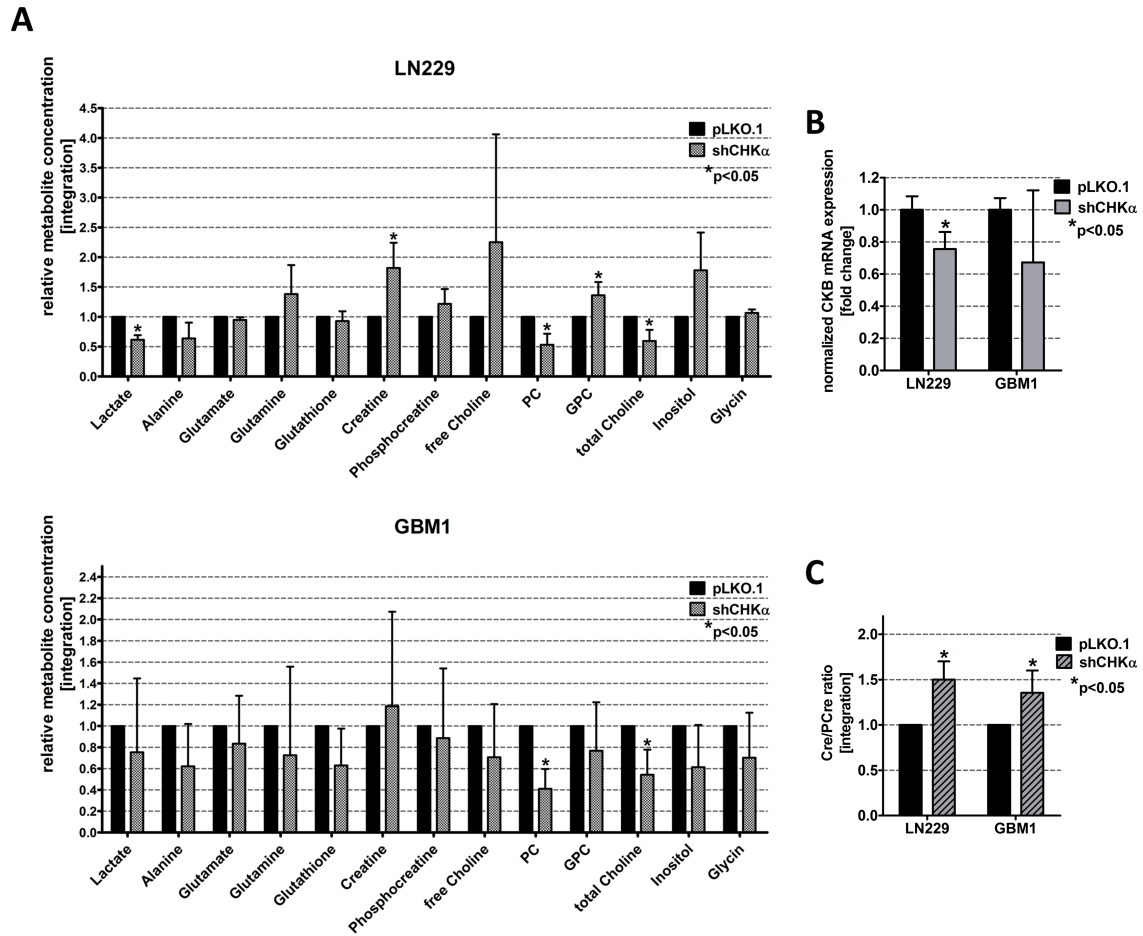 A
LN229
relative metabolite concentration
[integration]
4.5
4.0
3.5
3.0
2.5
2.0
1.5
1.0
0.5
0.0
pLKO.1
shCHKα
*p<0.05
* * * * *
Lactate
Alanine
Glutamate
Glutamine
Glutathione
Creatine
Phosphocreatine
free Choline
PC
GPC
total Choline
Inositol
Glycin
GBM1
relative metabolite concentration
[integration]
2.4
2.2
2.0
1.8
1.6
1.4
1.2
1.0
0.8
0.6
0.4
0.2
0.0
pLKO.1
shCHKα
*p<0.05
* *
Lactate
Alanine
Glutamate
Glutamine
Glutathione
Creatine
Phosphocreatine
free Choline
PC
GPC
total Choline
Inositol
Glycin
B
normalized CKB mRNA expression
[fold change]
1.2
1.0
0.8
0.6
0.4
0.2
0.0
pLKO.1
shCHKα
*p<0.05
*
LN229
GBM1
C
Cre/PCre ratio
[integration]
2.0
1.5
1.0
0.5
0.0
pLKO.1
shCHKα
*p<0.05
* *
LN229
GBM1